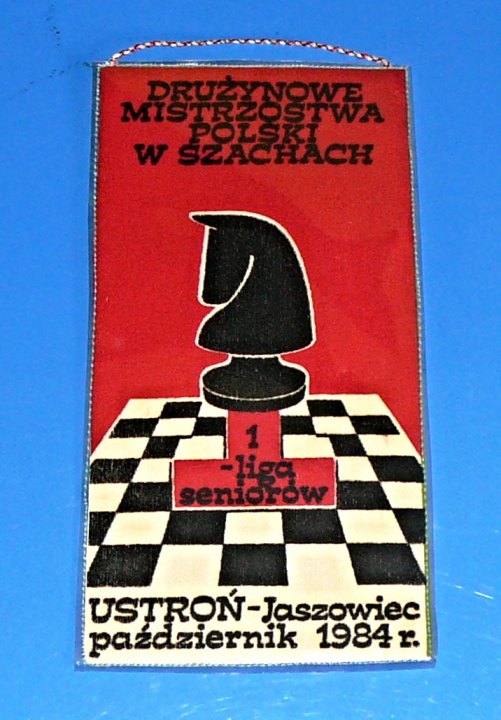 DRUŻYNOWE
MISTRZOSTWA
POLSKI
W SZACHACH
1
-liga
seniorów
USTROŃ-Jaszowiec
październik 1984 r.